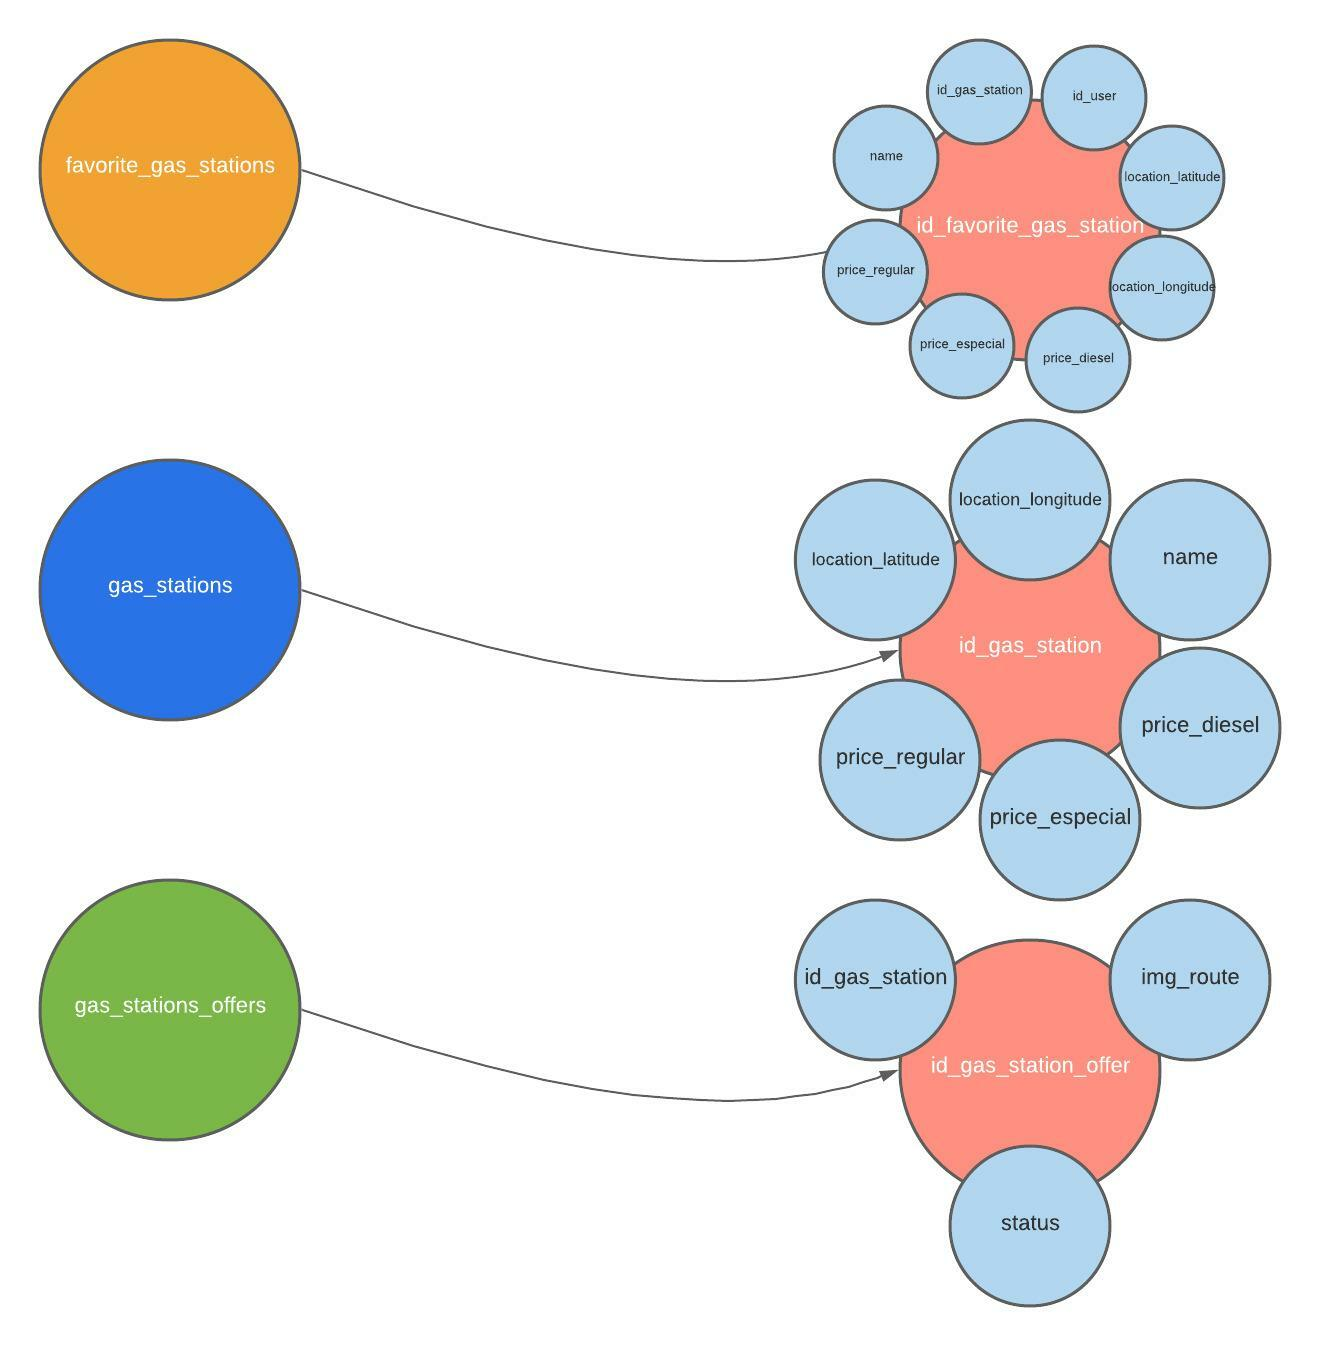 favorite_gas_stations
id_gas_station
id_user
name
location_latitude
id_favorite_gas_station
price_regular
ocation_longitude
price_especial
price_diesel
gas_stations
location_longitude
location_latitude
name
id_gas_station
price_diesel
price_regular
price_especial
gas_stations_offers
id_gas_station
img_route
id_gas_station_offer
status